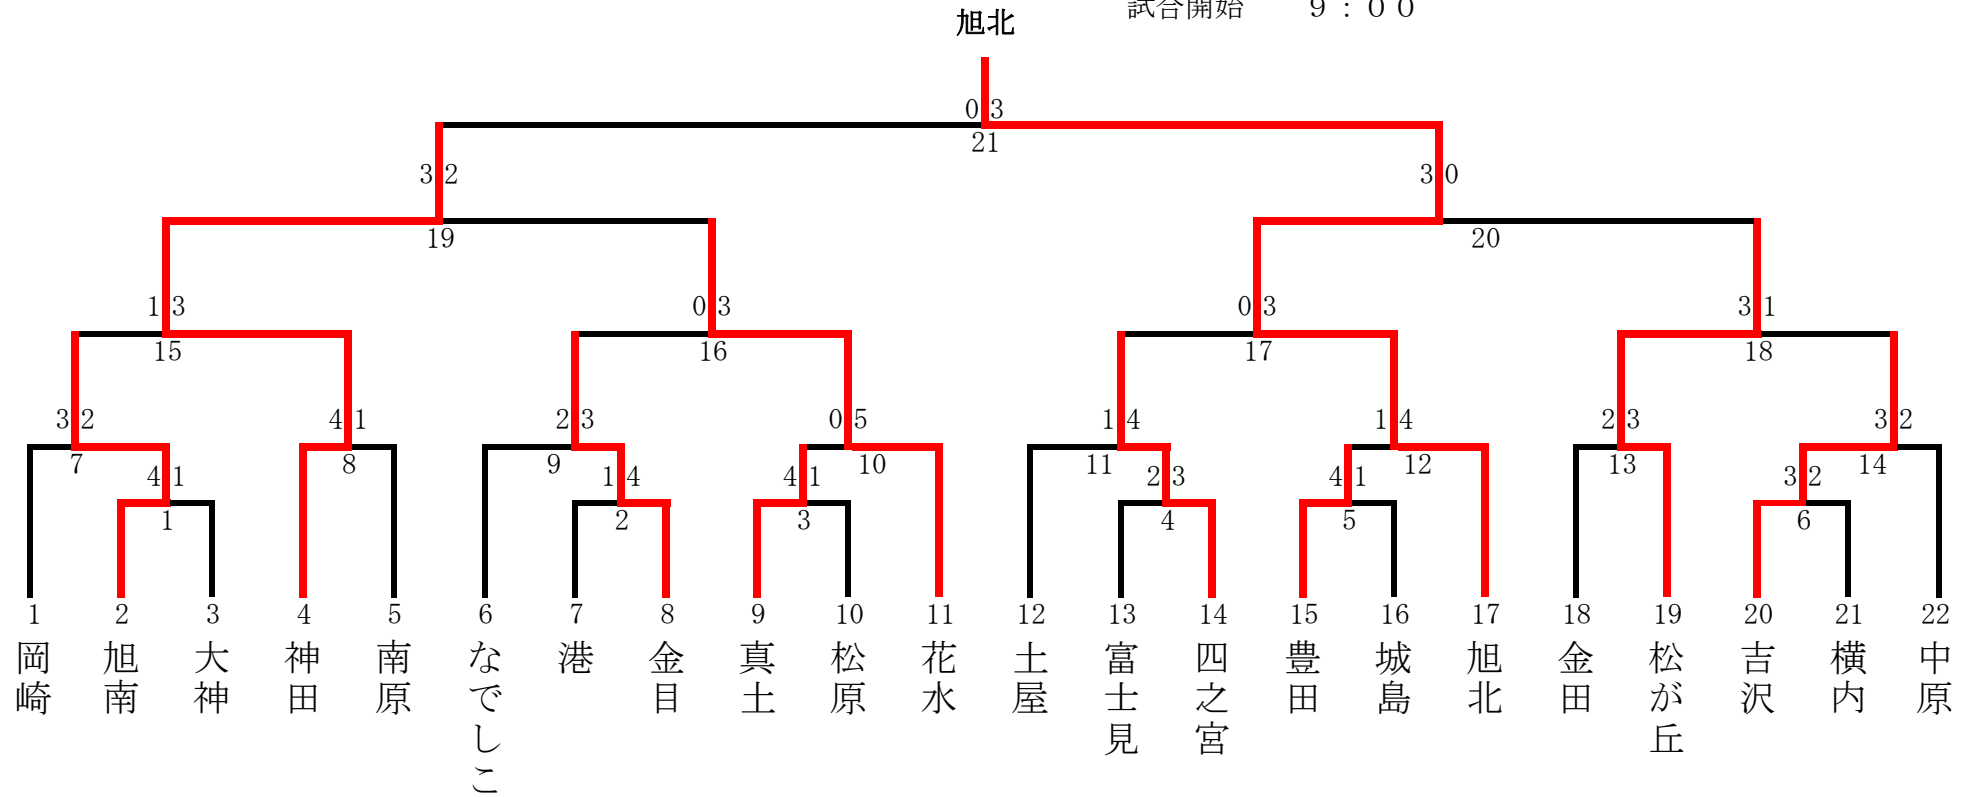 試合開始 ９：００
旭北
0 3
21
3 2
3 0
19
20
1 3
0 3
0 3
3 1
15
16
17
18
3 2
4 1
2 3
0 5
1 4
1 4
2 3
3 2
7
8
9
10
11
12
13
14
4 1
1 4
4 1
2 3
4 1
3 2
1
2
3
4
5
6
1
2
3
4
5
6
7
8
9
10
11
12
13
14
15
16
17
18
19
20
21
22
岡崎
旭南
大神
神田
南原
なでしこ
港
金目
真土
松原
花水
土屋
富士見
四之宮
豊田
城島
旭北
金田
松が丘
吉沢
横内
中原